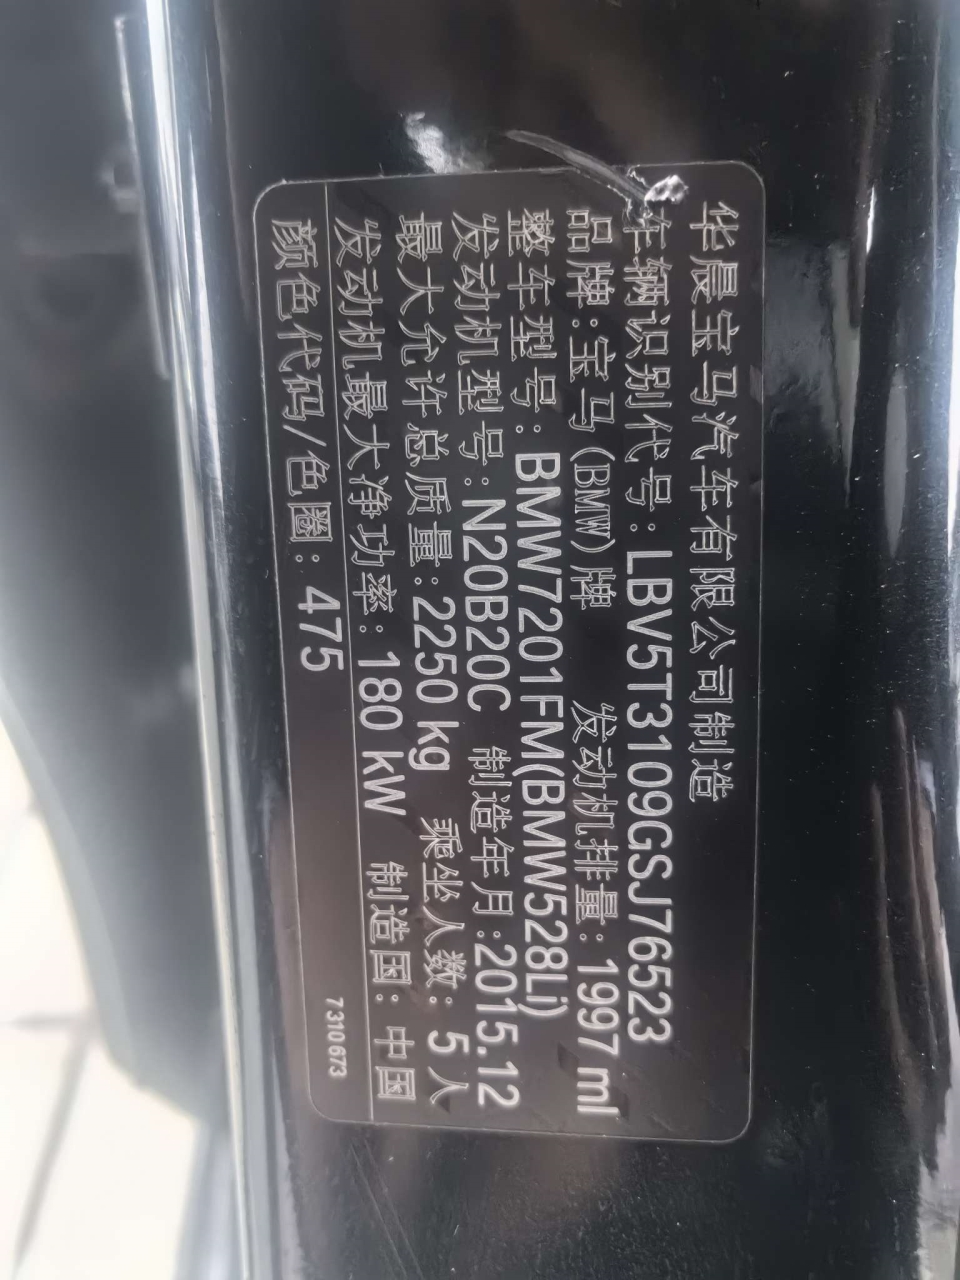 华晨宝马汽车有限公司制造
车辆识别代号:LBV5T3109GSJ76523
品牌:宝马(BMW)牌 发动机排量:1997 ml
整车型号:BMW7201FM(BMW528Li)
发动机型号:N20B20C 制造年月:2015.12
最大允许总质量:2250 kg 乘坐人数:5人
发动机最大净功率:180 kW 制造国:中国
颜色代码/色圈:475 7310673